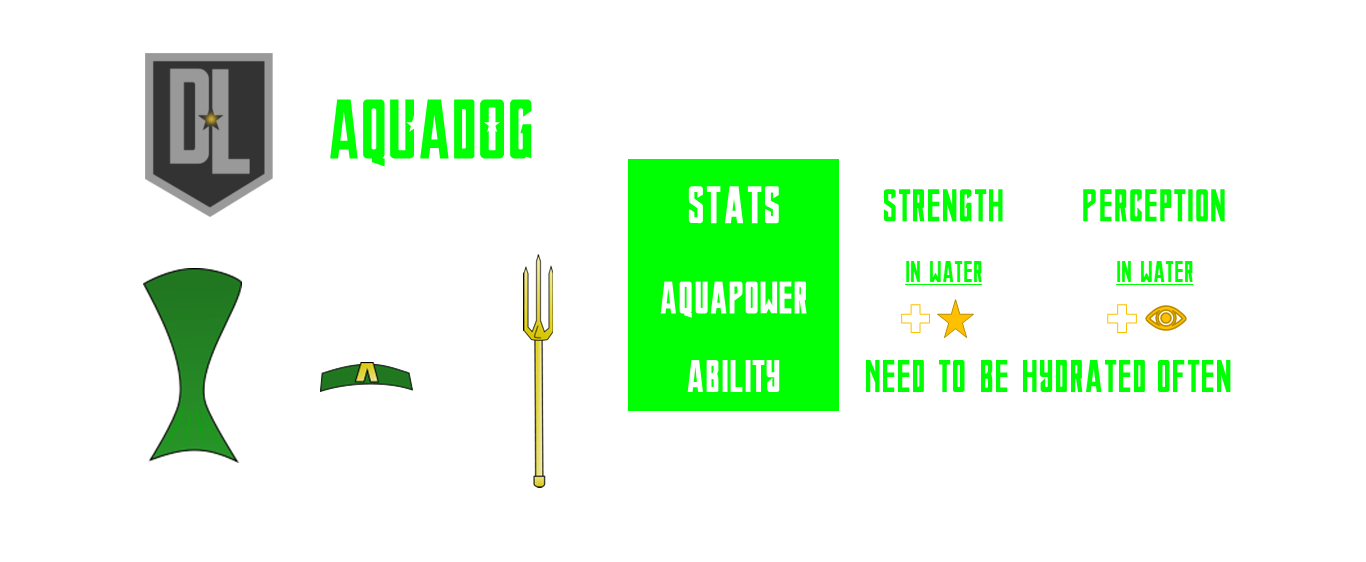 DL
AQUADOG
STATS
STRENGTH
PERCEPTION
AQUAPOWER
IN WATER
IN WATER
ABILITY
NEED TO BE HYDRATED OFTEN
A